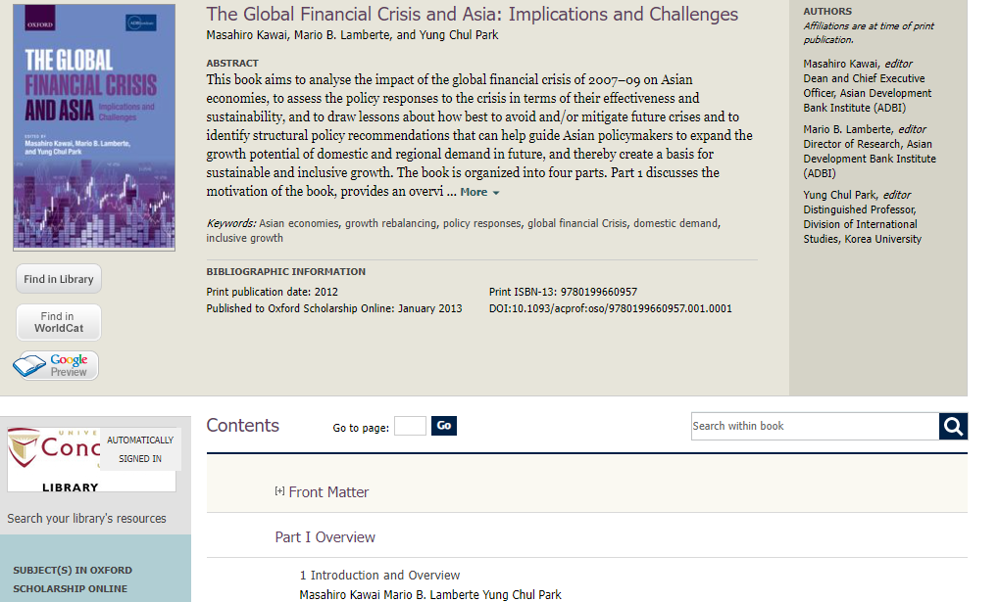 OXFORD
THE GLOBAL
FINANCIAL CRISIS
AND ASIA Implications and
Challenges
EDITED BY
Masahiro Kawai, Mario B. Lamberte,
and Yung Chul Park
Find in Library
Find in
WorldCat
Google
Preview
The Global Financial Crisis and Asia: Implications and Challenges
Masahiro Kawai, Mario B. Lamberte, and Yung Chul Park
ABSTRACT
This book aims to analyse the impact of the global financial crisis of 2007–09 on Asian
economies, to assess the policy responses to the crisis in terms of their effectiveness and
sustainability, and to draw lessons about how best to avoid and/or mitigate future crises and to
identify structural policy recommendations that can help guide Asian policymakers to expand the
growth potential of domestic and regional demand in future, and thereby create a basis for
sustainable and inclusive growth. The book is organized into four parts. Part 1 discusses the
motivation of the book, provides an overvi ... More
Keywords: Asian economies, growth rebalancing, policy responses, global financial Crisis, domestic demand,
inclusive growth
BIBLIOGRAPHIC INFORMATION
Print publication date: 2012
Print ISBN-13: 9780199660957
Published to Oxford Scholarship Online: January 2013
DOI:10.1093/acprof:oso/9780199660957.001.0001
AUTHORS
Affiliations are at time of print
publication.
Masahiro Kawai, editor
Dean and Chief Executive
Officer, Asian Development
Bank Institute (ADBI)
Mario B. Lamberte, editor
Director of Research, Asian
Development Bank Institute
(ADBI)
Yung Chul Park, editor
Distinguished Professor,
Division of International
Studies, Korea University
UNIVE
Conc
LIBRARY
AUTOMATICALLY
SIGNED IN
Search your library's resources
SUBJECT(S) IN OXFORD
SCHOLARSHIP ONLINE
Contents
Go to page:
Go
Search within book
[+] Front Matter
Part I Overview
1 Introduction and Overview
Masahiro Kawai Mario B. Lamberte Yung Chul Park